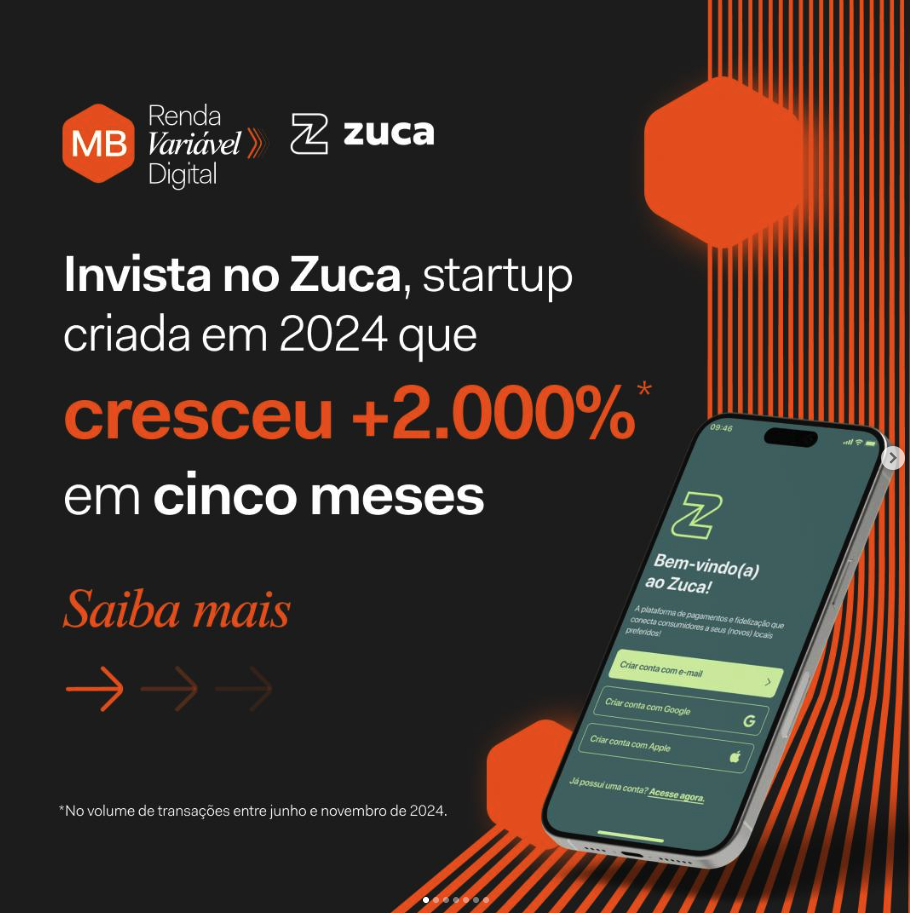 MB
Renda
Variável
Digital
zuca
Invista no Zuca, startup
criada em 2024 que
cresceu +2.000%*
em cinco meses
Saiba mais
*No volume de transações entre junho e novembro de 2024.
09:46
Bem-vindo(a)
ao Zuca!
A plataforma de pagamentos e fidelização que
conecta consumidores a seus (novos) locais
preferidos!
Criar conta com e-mail
Criar conta com Google
G
Criar conta com Apple
Já possui uma conta? Acesse agora.